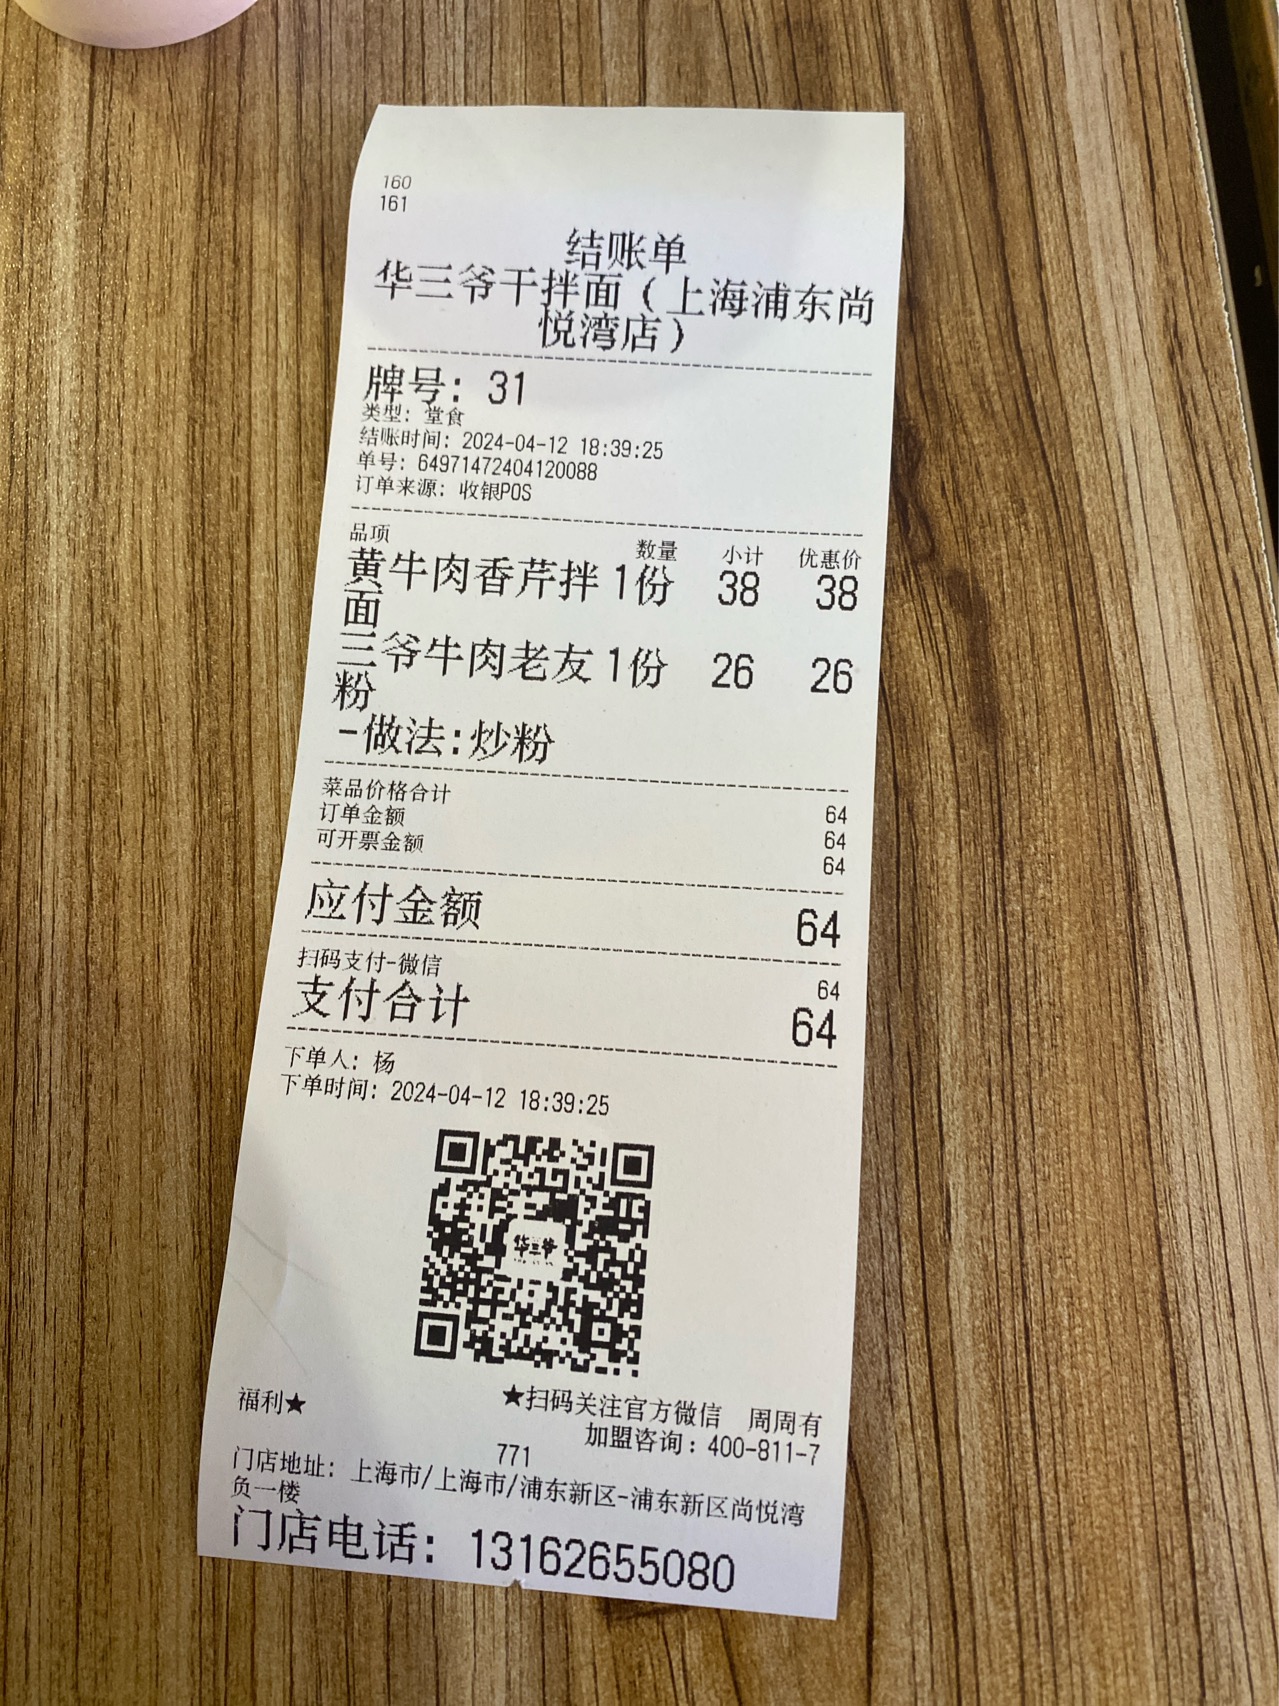 160
161
结账单
华三爷干拌面（上海浦东尚
悦湾店）
牌号: 31
类型: 堂食
结账时间: 2024-04-12 18:39:25
单号: 64971472404120088
订单来源: 收银POS
品项 数量 小计 优惠价
黄牛肉香芹拌 1份 38 38
面
三爷牛肉老友 1份 26 26
粉
-做法:炒粉
菜品价格合计 64
订单金额 64
可开票金额 64
应付金额 64
扫码支付-微信 64
支付合计 64
下单人: 杨
下单时间: 2024-04-12 18:39:25
华三爷
★扫码关注官方微信 周周有
福利★
加盟咨询: 400-811-7
771
门店地址: 上海市/上海市/浦东新区-浦东新区尚悦湾
负一楼
门店电话: 13162655080